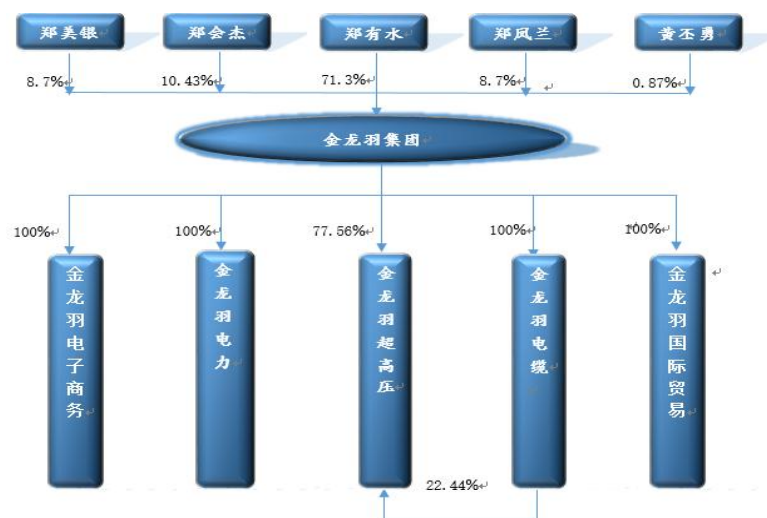 郑美银
郑会杰
郑有水
郑凤兰
黄丕勇
8.7%
10.43%
71.3%
8.7%
0.87%
金龙羽集团
100%
100%
77.56%
100%
100%
金龙羽电子商务
金龙羽电力
金龙羽超高压
金龙羽电缆
金龙羽国际贸易
22.44%